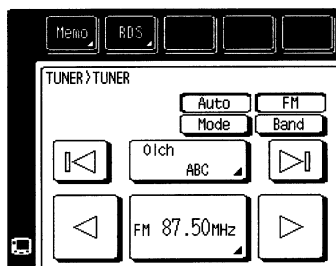 Memo RDS
TUNER>TUNER
Auto FM
Mode Band
01ch
ABC
FM 87.50MHz